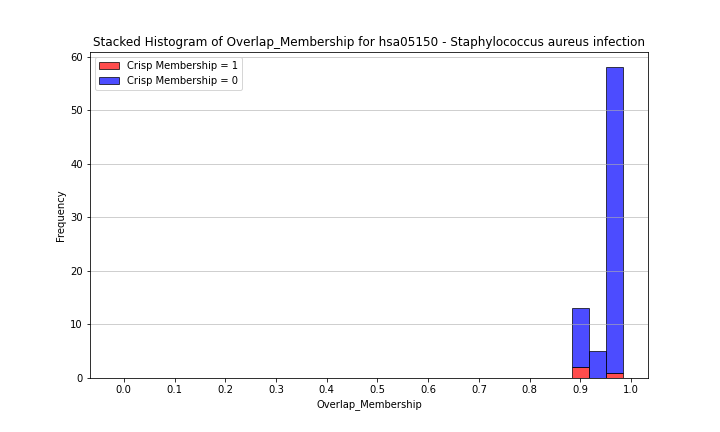 Stacked Histogram of Overlap_Membership for hsa05150 - Staphylococcus aureus infection
Crisp Membership = 1
Crisp Membership = 0
60
50
40
30
20
10
0
Frequency
0.0 0.1 0.2 0.3 0.4 0.5 0.6 0.7 0.8 0.9 1.0
Overlap_Membership